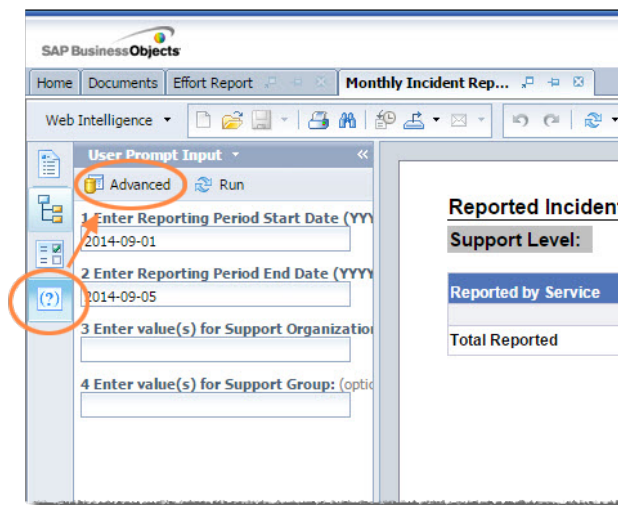 SAP BusinessObjects
Home Documents Effort Report Monthly Incident Rep...
Web Intelligence
User Prompt Input
Advanced Run
1 Enter Reporting Period Start Date (YYY
2014-09-01
2 Enter Reporting Period End Date (YYYY
2014-09-05
3 Enter value(s) for Support Organization
4 Enter value(s) for Support Group: (optio
(?)
Reported Incident
Support Level:
Reported by Service
Total Reported